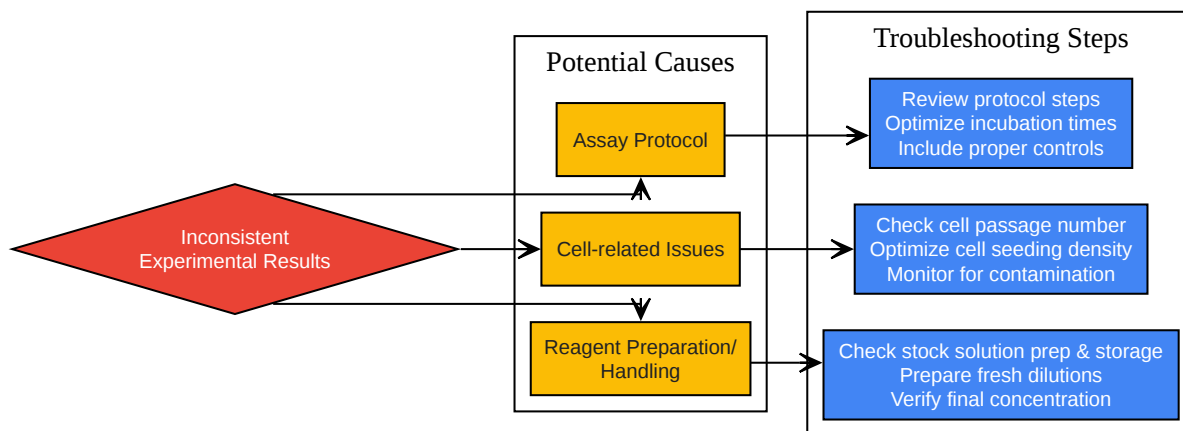 Inconsistent
Experimental Results
Potential Causes
Assay Protocol
Cell-related Issues
Reagent Preparation/
Handling
Troubleshooting Steps
Review protocol steps
Optimize incubation times
Include proper controls
Check cell passage number
Optimize cell seeding density
Monitor for contamination
Check stock solution prep & storage
Prepare fresh dilutions
Verify final concentration